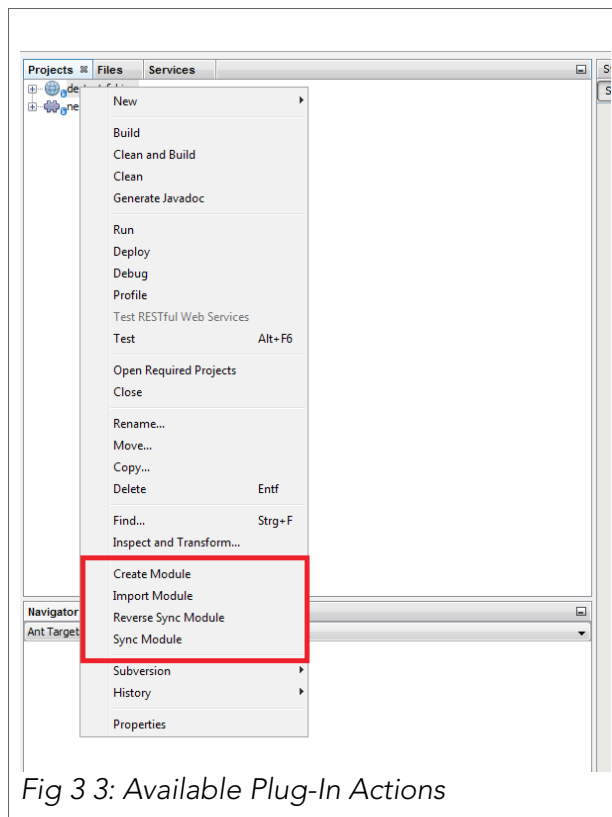 Projects Files Services
New
Build
Clean and Build
Clean
Generate Javadoc
Run
Deploy
Debug
Profile
Test RESTful Web Services
Test Alt+F6
Open Required Projects
Close
Rename...
Move...
Copy...
Delete Entf
Find... Strg+F
Inspect and Transform...
Create Module
Import Module
Reverse Sync Module
Sync Module
Subversion
History
Properties
Navigator
Ant Target
Fig 3 3: Available Plug-In Actions